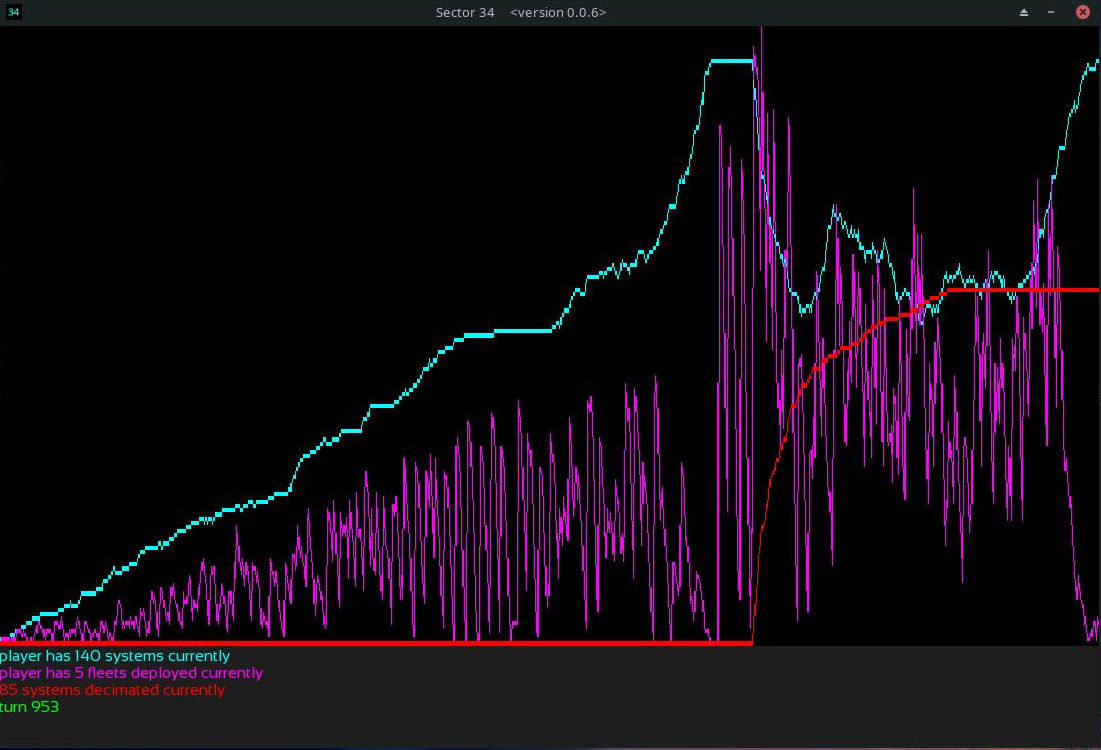 34
Sector 34 <version 0.0.6>
player has 140 systems currently
player has 5 fleets deployed currently
85 systems decimated currently
turn 953